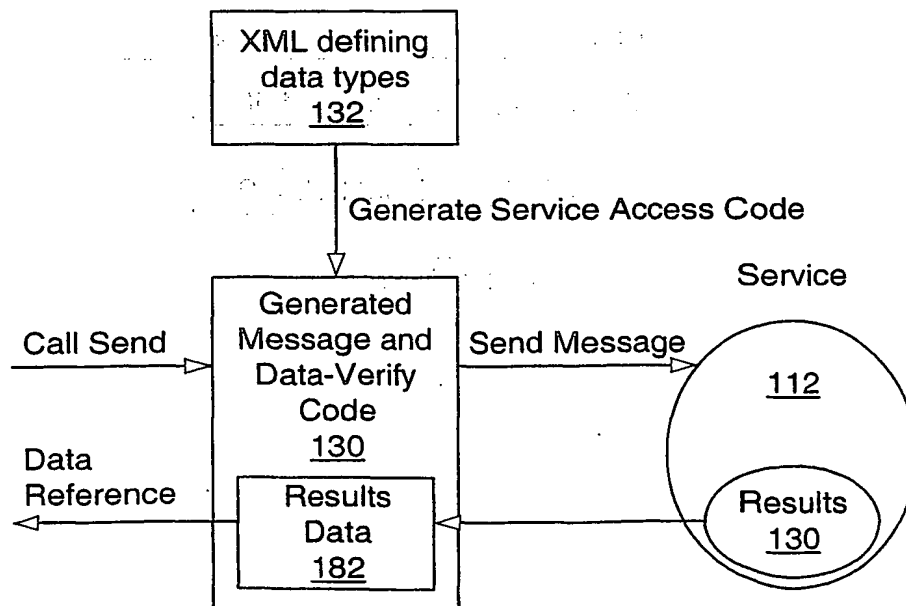 XML defining
data types
132
Generate Service Access Code
Service
Generated
Message and
Data-Verify
Code
130
Call Send
Send Message
112
Data
Reference
Results
Data
182
Results
130